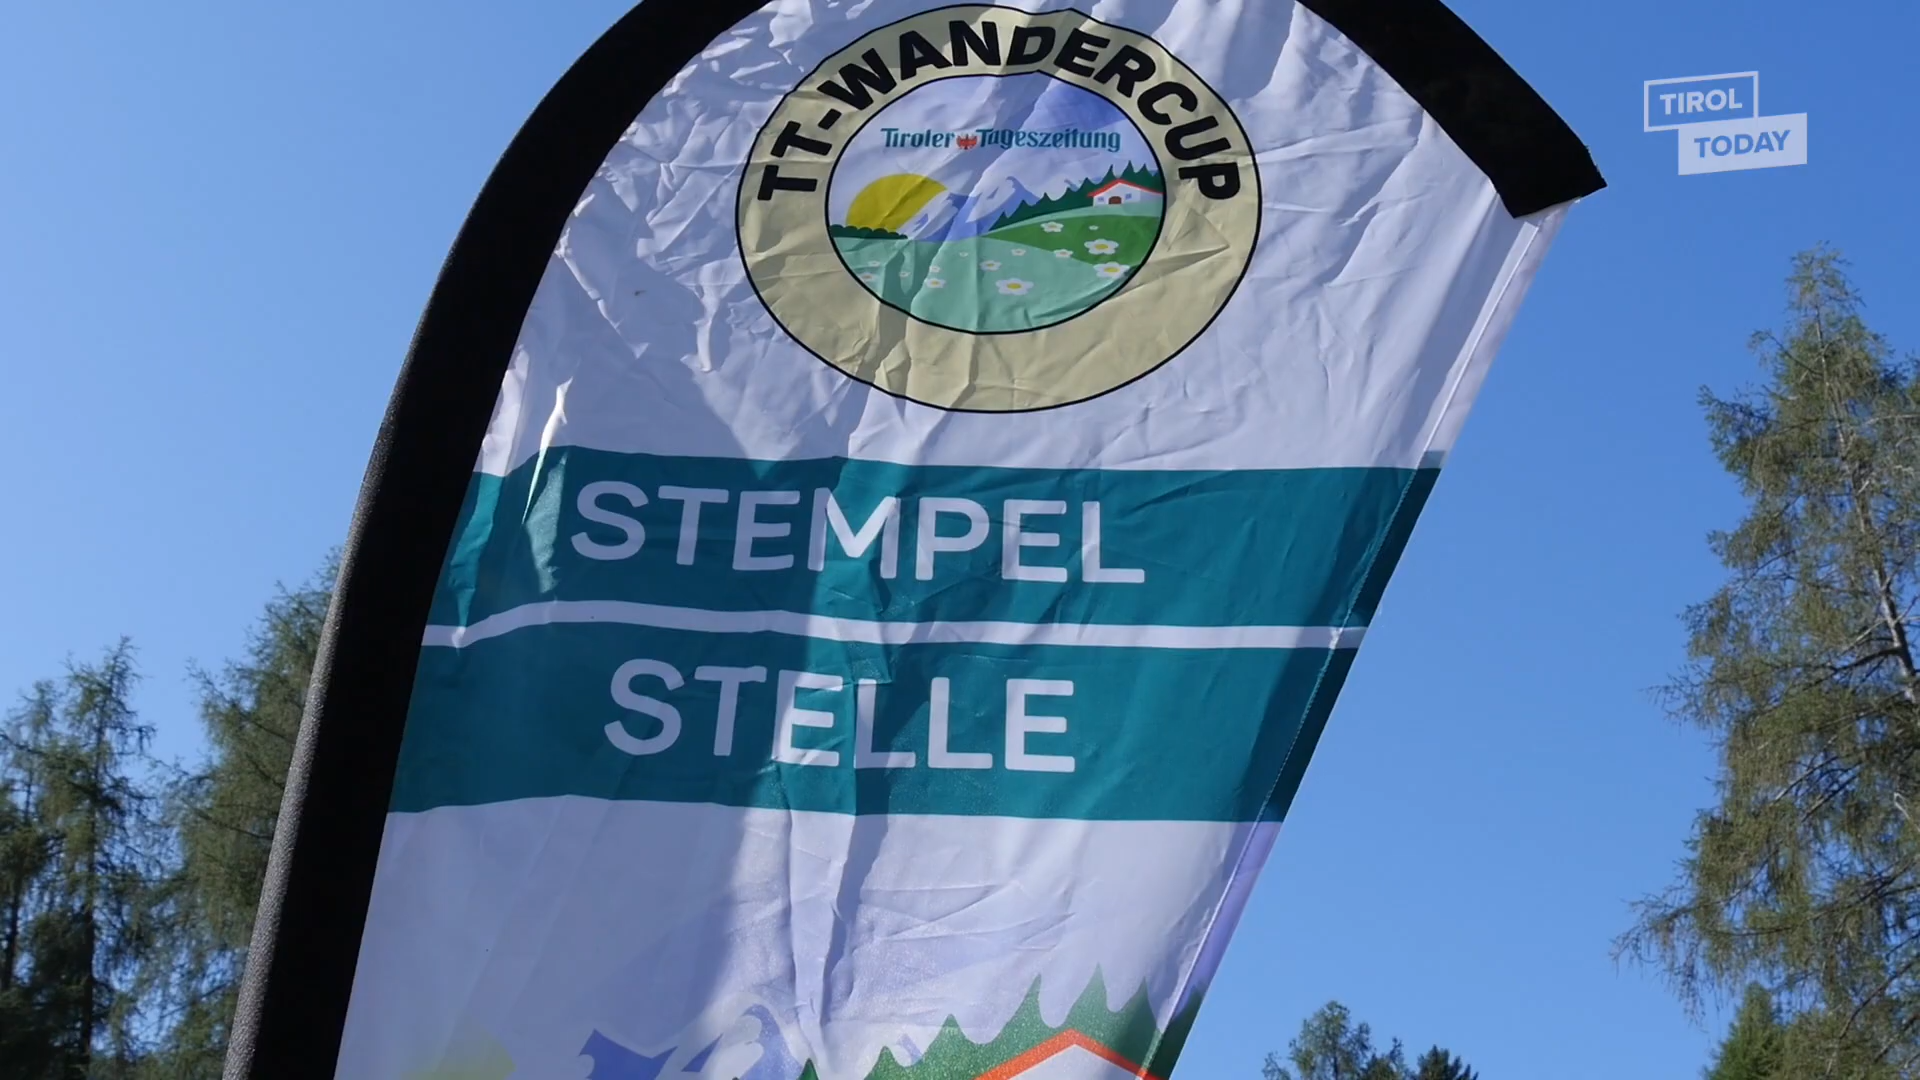 TT-WANDERCUP
Tiroler Tageszeitung
TIROL
TODAY
STEMPEL
STELLE